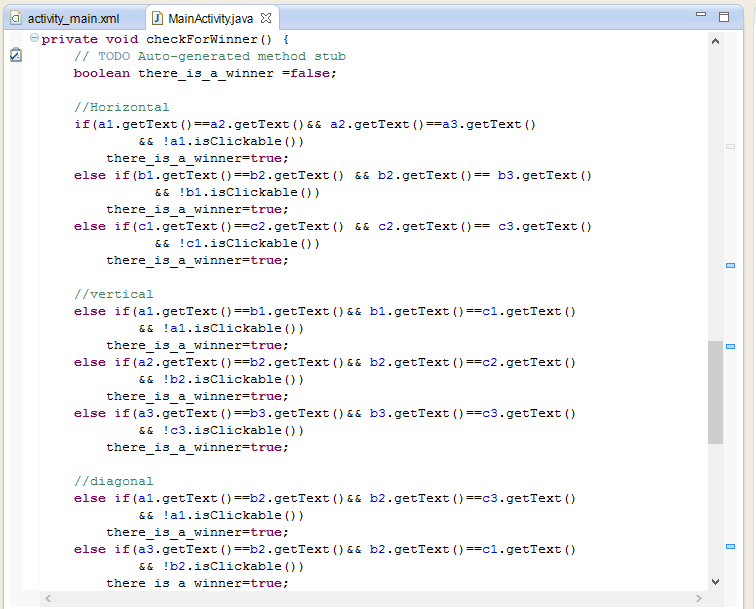 activity_main.xml MainActivity.java
private void checkForWinner() {
// TODO Auto-generated method stub
boolean there_is_a_winner =false;
//Horizontal
if(a1.getText()==a2.getText()&& a2.getText()==a3.getText()
&& !a1.isClickable())
there_is_a_winner=true;
else if(b1.getText()==b2.getText() && b2.getText()== b3.getText()
&& !b1.isClickable())
there_is_a_winner=true;
else if(c1.getText()==c2.getText() && c2.getText()== c3.getText()
&& !c1.isClickable())
there_is_a_winner=true;
//vertical
else if(a1.getText()==b1.getText()&& b1.getText()==c1.getText()
&& !a1.isClickable())
there_is_a_winner=true;
else if(a2.getText()==b2.getText()&& b2.getText()==c2.getText()
&& !b2.isClickable())
there_is_a_winner=true;
else if(a3.getText()==b3.getText()&& b3.getText()==c3.getText()
&& !c3.isClickable())
there_is_a_winner=true;
//diagonal
else if(a1.getText()==b2.getText()&& b2.getText()==c3.getText()
&& !a1.isClickable())
there_is_a_winner=true;
else if(a3.getText()==b2.getText()&& b2.getText()==c1.getText()
&& !b2.isClickable())
there_is_a_winner=true;